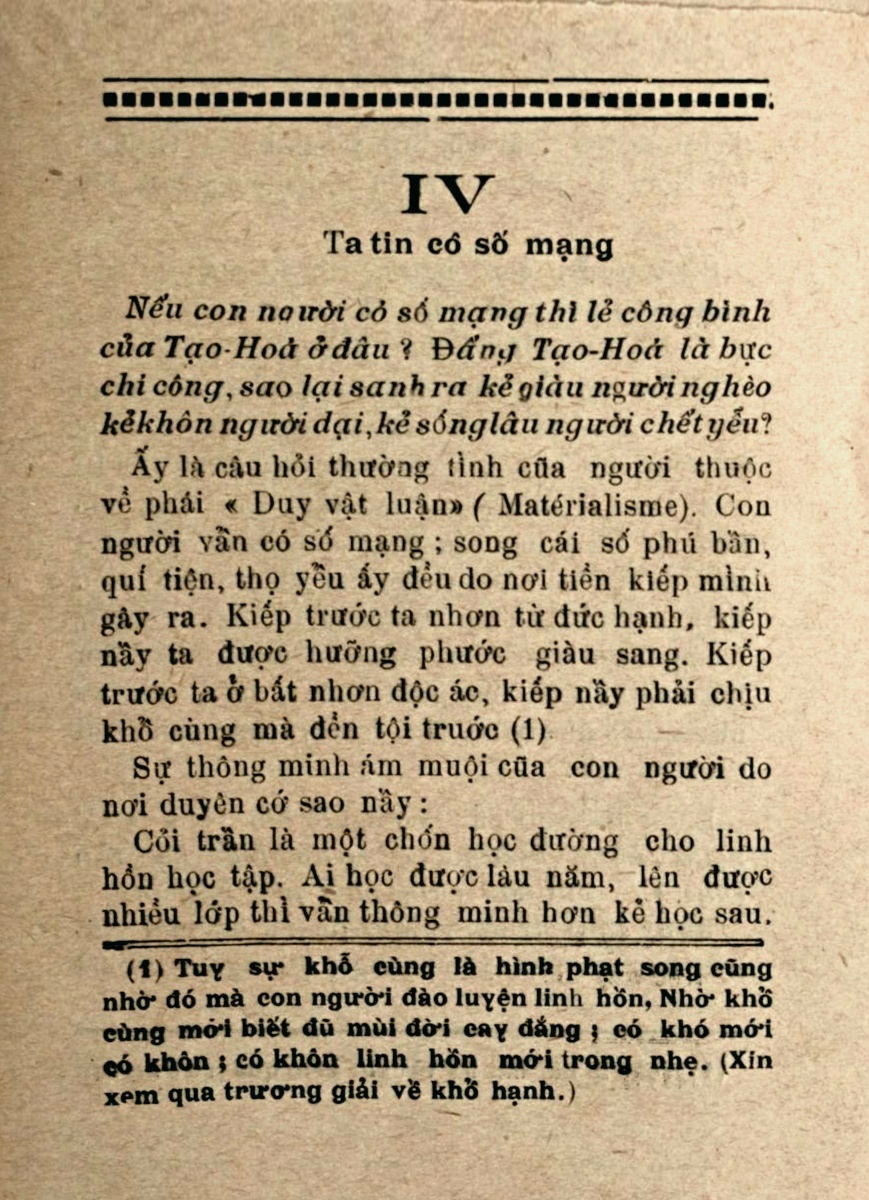 IV
Ta tin có số mạng
Nếu con người có số mạng thì lẻ công bình
của Tạo-Hoá ở đâu ? Đấng Tạo-Hoá là bực
chí công, sao lại sanh ra kẻ giàu người nghèo
kẻ khôn người dại, kẻ sống lâu người chết yểu?
Ấy là câu hỏi thường tình cũa người thuộc
về phái « Duy vật luận» ( Matérialisme). Con
người vẫn có số mạng ; song cái số phú bần,
quí tiện, thọ yểu ấy đều do nơi tiền kiếp mình
gây ra. Kiếp trước ta nhơn từ đức hạnh, kiếp
nầy ta được hưỡng phước giàu sang. Kiếp
trước ta ở bất nhơn độc ác, kiếp nầy phải chịu
khổ cùng mà đền tội truớc (1)
Sự thông minh ám muội cũa con người do
nơi duyên cớ sao nầy :
Cỏi trần là một chốn học đường cho linh
hồn học tập. Ai học được lâu năm, lên được
nhiều lớp thì vẫn thông minh hơn kẻ học sau.
(1) Tuy sự khỗ cùng là hình phạt song cũng
nhờ đó mà con người đào luyện linh hồn, Nhờ khổ
cùng mới biết đủ mùi đời cay đắng ; có khó mới
có khôn ; có khôn linh hồn mới trong nhẹ. (Xin
xem qua trương giải về khổ hạnh.)